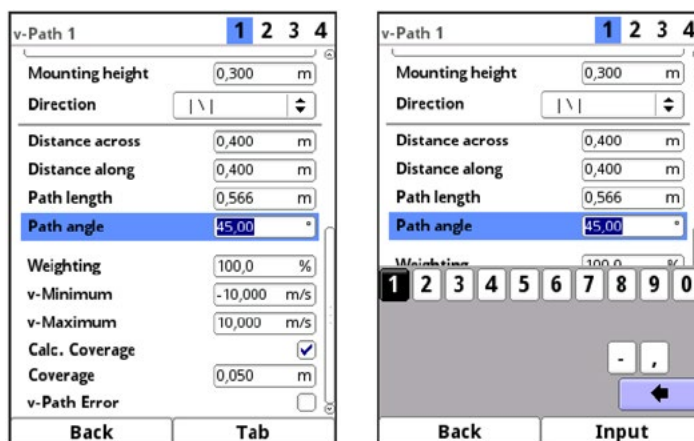 v-Path 1 1 2 3 4
Mounting height 0,300 m
Direction |\|
Distance across 0,400 m
Distance along 0,400 m
Path length 0,566 m
Path angle 45,00 °
Weighting 100,0 %
v-Minimum -10,000 m/s
v-Maximum 10,000 m/s
Calc. Coverage
Coverage 0,050 m
v-Path Error
Back Tab
v-Path 1 1 2 3 4
Mounting height 0,300 m
Direction |\|
Distance across 0,400 m
Distance along 0,400 m
Path length 0,566 m
Path angle 45,00 °
Weighting 100,0 %
1 2 3 4 5 6 7 8 9 0
- ,
Back Input